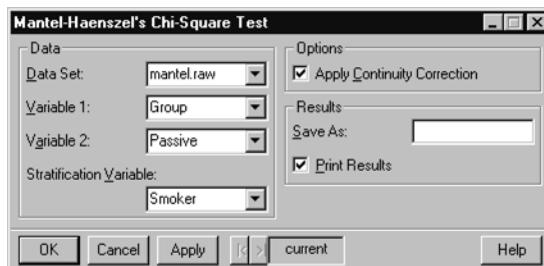 Mantel-Haenszel's Chi-Square Test
Data
Data Set:
mantel.raw
Variable 1:
Group
Variable 2:
Passive
Stratification Variable:
Smoker
Options
Apply Continuity Correction
Results
Save As:
Print Results
OK
Cancel
Apply
current
Help